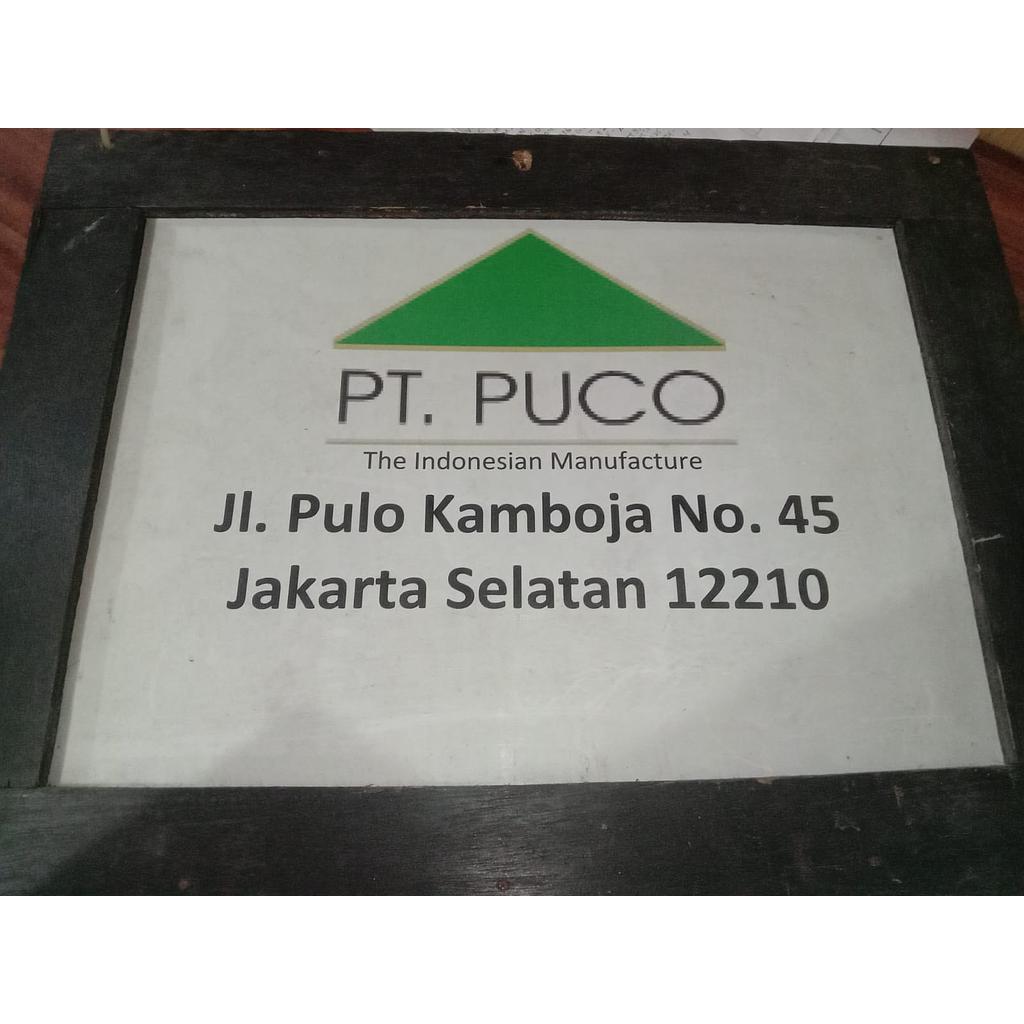 PT. PUCO
The Indonesian Manufacture
Jl. Pulo Kamboja No. 45
Jakarta Selatan 12210